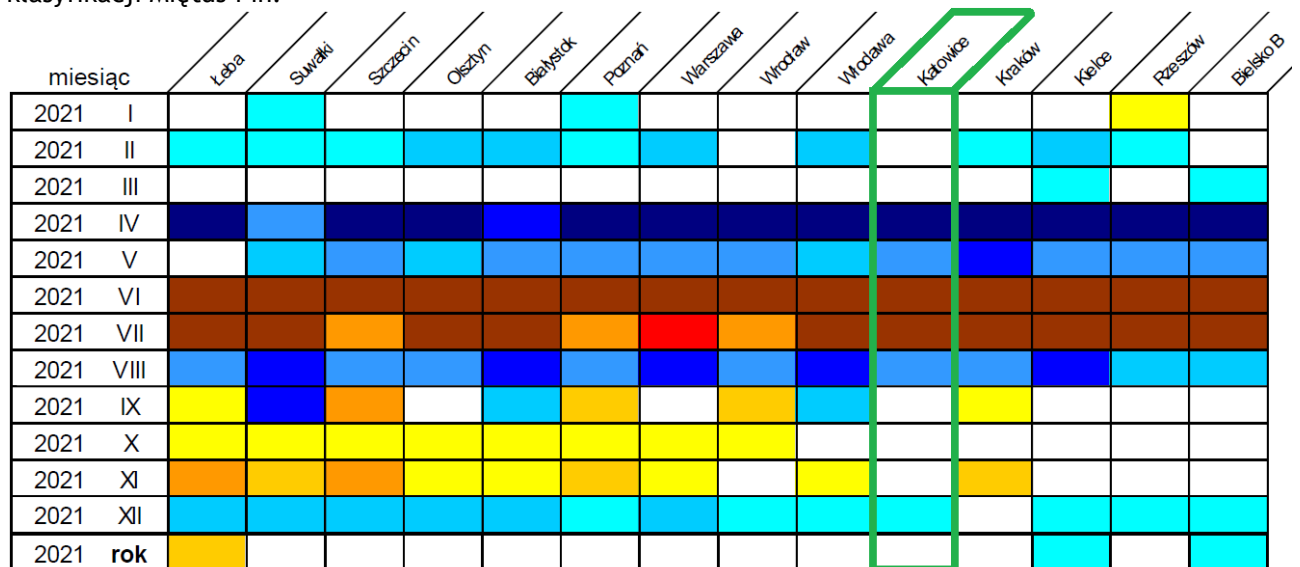 klasyfikacji Miętus i in.
miesiąc Łeba Suwałki Szczecin Olsztyn Białystok Poznań Warszawa Wrocław Włodawa Katowice Kraków Kielce Rzeszów Bielsko B
2021 I
2021 II
2021 III
2021 IV
2021 V
2021 VI
2021 VII
2021 VIII
2021 IX
2021 X
2021 XI
2021 XII
2021 rok